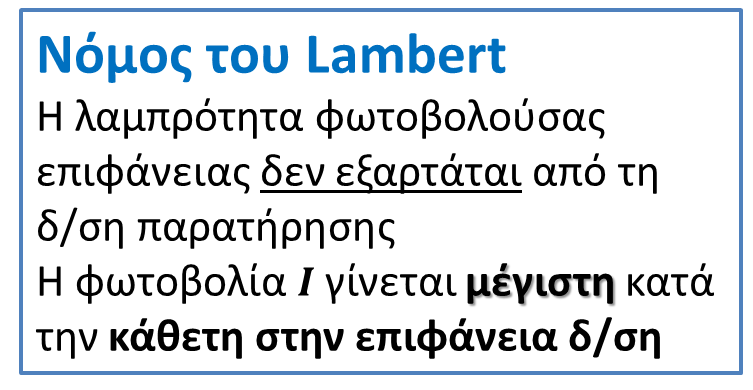 Νόμος του Lambert
Η λαμπρότητα φωτοβολούσας
επιφάνειας δεν εξαρτάται από τη
δ/ση παρατήρησης
Η φωτοβολία I γίνεται μέγιστη κατά
την κάθετη στην επιφάνεια δ/ση